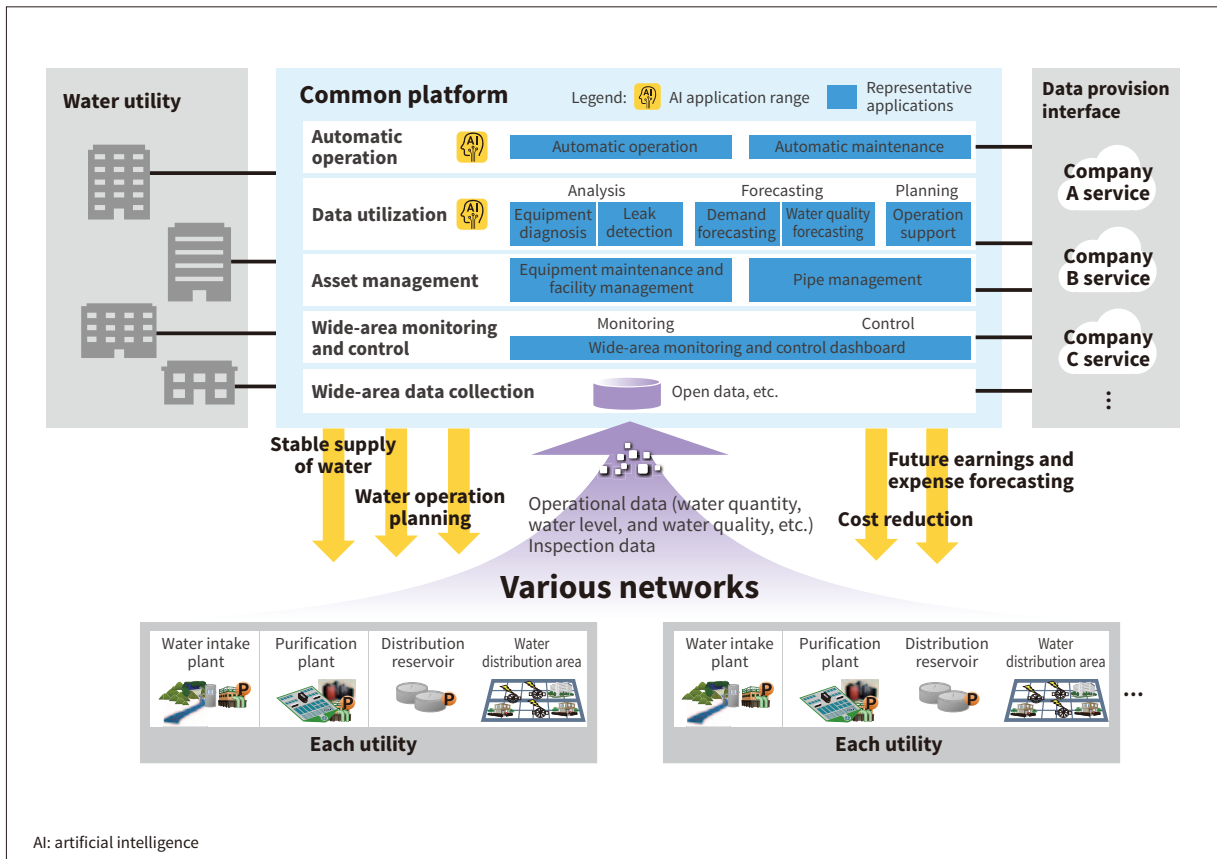 Water utility
Common platform
Legend:
AI
AI application range
Representative
applications
Data provision
interface
Automatic
operation
AI
Automatic operation
Automatic maintenance
Company
A service
Data utilization
AI
Analysis
Forecasting
Planning
Equipment
diagnosis
Leak
detection
Demand
forecasting
Water quality
forecasting
Operation
support
Company
B service
Asset management
Equipment maintenance and
facility management
Pipe management
Wide-area monitoring
and control
Monitoring
Control
Wide-area monitoring and control dashboard
Company
C service
Wide-area data collection
Open data, etc.
Stable supply
of water
Water operation
planning
Operational data (water quantity,
water level, and water quality, etc.)
Inspection data
Future earnings and
expense forecasting
Cost reduction
Various networks
Water intake
plant
P
Purification
plant
P
Distribution
reservoir
P
Water
distribution area
Each utility
Water intake
plant
P
Purification
plant
P
Distribution
reservoir
P
Water
distribution area
Each utility
...
AI: artificial intelligence